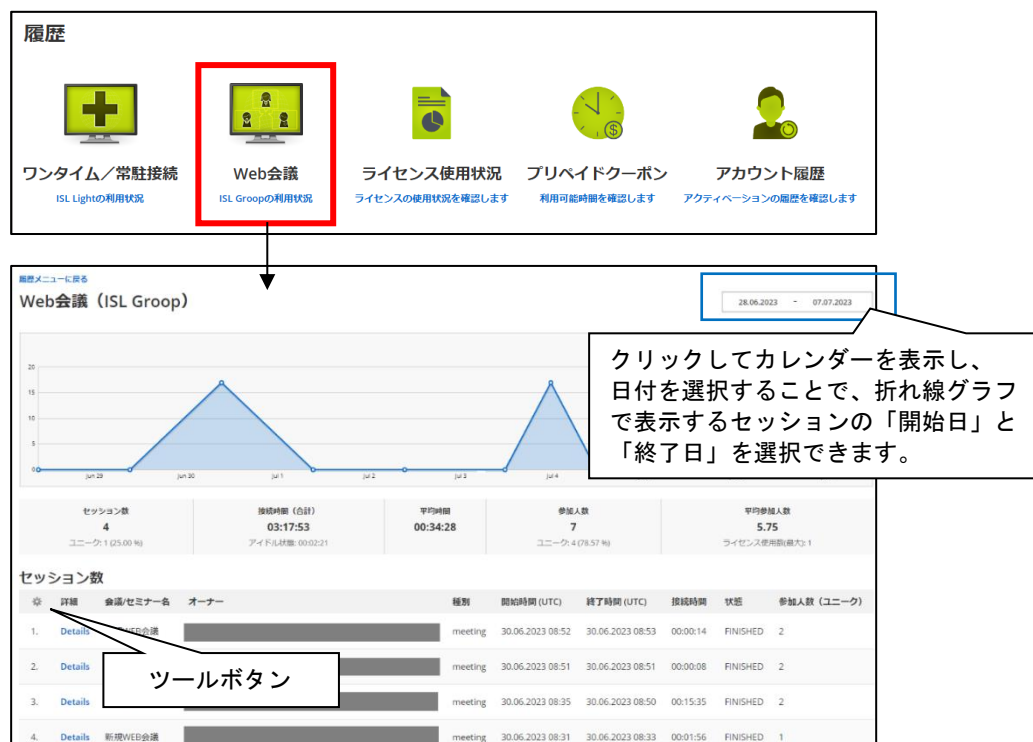 履歴
ワンタイム／常駐接続
ISL Lightの利用状況
Web会議
ISL Groopの利用状況
ライセンス使用状況
ライセンスの使用状況を確認します
プリペイドクーポン
利用可能時間を確認します
アカウント履歴
アクティベーションの履歴を確認します
履歴メニューに戻る
Web会議（ISL Groop）
28.06.2023 - 07.07.2023
クリックしてカレンダーを表示し、
日付を選択することで、折れ線グラフ
で表示するセッションの「開始日」と
「終了日」を選択できます。
20
15
10
5
0
Jun 29 Jun 30 Jul 1 Jul 2 Jul 3 Jul 4
セッション数 接続時間（合計） 平均時間 参加人数 平均参加人数
4 03:17:53 00:34:28 7 5.75
ユニーク: 1 (25.00 %) アイドル状態: 00:02:21 ユニーク: 4 (78.57 %) ライセンス使用数(最大): 1
セッション数
詳細 会議/セミナー名 オーナー 種別 開始時間 (UTC) 終了時間 (UTC) 接続時間 状態 参加人数（ユニーク）
1. Details WEB会議 meeting 30.06.2023 08:52 30.06.2023 08:53 00:00:14 FINISHED 2
2. Details meeting 30.06.2023 08:51 30.06.2023 08:51 00:00:08 FINISHED 2
ツールボタン
3. Details meeting 30.06.2023 08:35 30.06.2023 08:50 00:15:35 FINISHED 2
4. Details 新規WEB会議 meeting 30.06.2023 08:31 30.06.2023 08:33 00:01:56 FINISHED 1